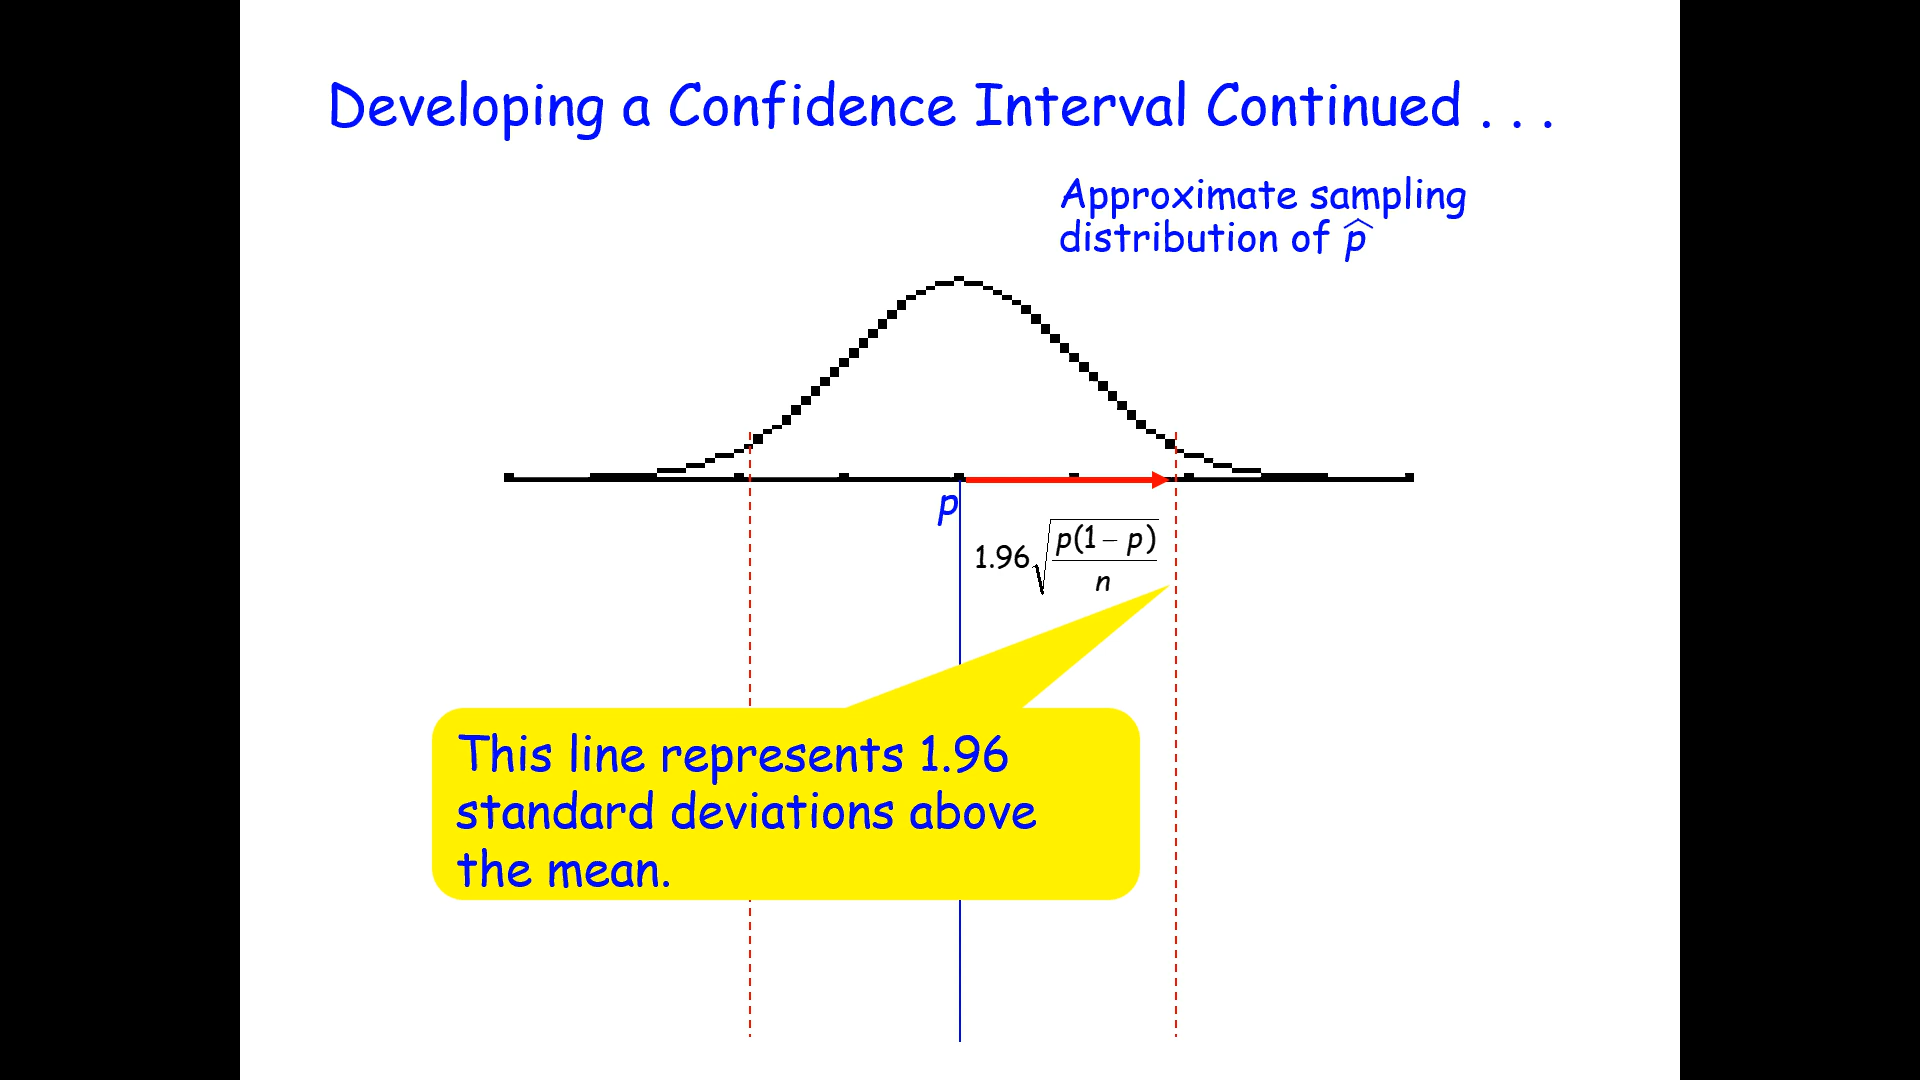 Developing a Confidence Interval Continued . . .
Approximate sampling
distribution of p̂
p
1.96√(p(1 – p)/n)
This line represents 1.96
standard deviations above
the mean.